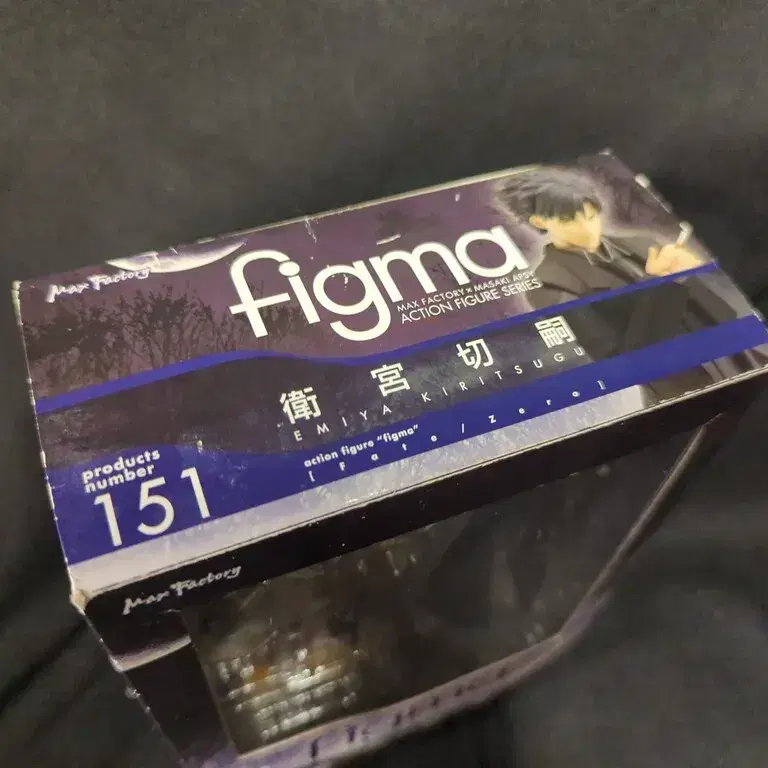 Max Factory
figma
MAX FACTORY × MASAKI APSY
ACTION FIGURE SERIES
衛宮切嗣
EMIYA KIRITSUGU
products
number
151
action figure "figma"
[Fate/Zero]
Max Factory